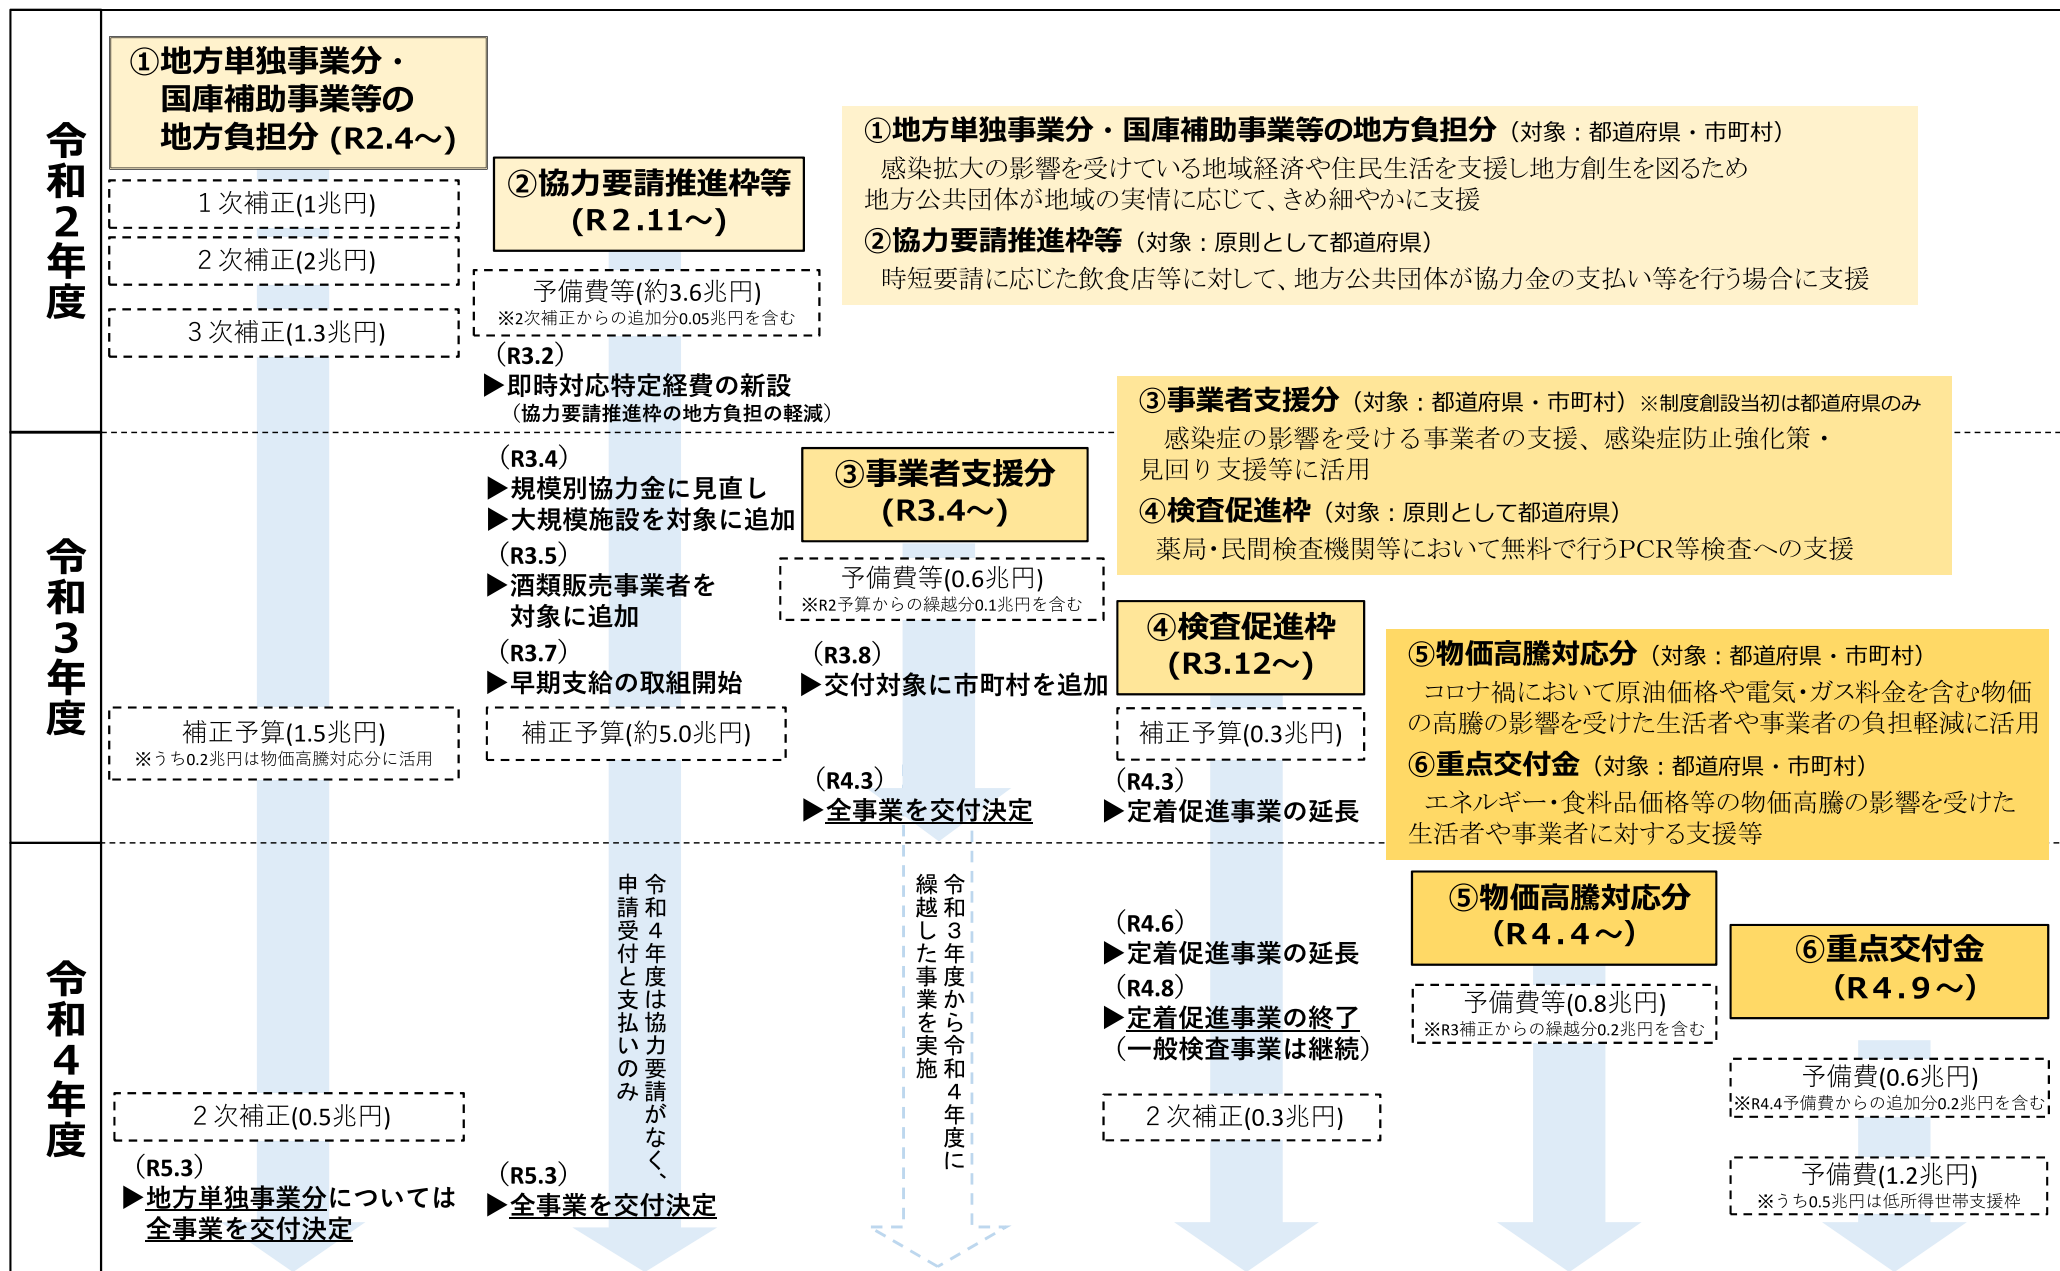 令和２年度
①地方単独事業分・
国庫補助事業等の
地方負担分 (R2.4～)
１次補正(1兆円)
２次補正(2兆円)
３次補正(1.3兆円)
②協力要請推進枠等
(R２.11～)
予備費等(約3.6兆円)
※2次補正からの追加分0.05兆円を含む
（R3.2）
▶即時対応特定経費の新設
（協力要請推進枠の地方負担の軽減）
①地方単独事業分・国庫補助事業等の地方負担分（対象：都道府県・市町村）
感染拡大の影響を受けている地域経済や住民生活を支援し地方創生を図るため
地方公共団体が地域の実情に応じて、きめ細やかに支援
②協力要請推進枠等（対象：原則として都道府県）
時短要請に応じた飲食店等に対して、地方公共団体が協力金の支払い等を行う場合に支援
令和３年度
（R3.4）
▶規模別協力金に見直し
▶大規模施設を対象に追加
（R3.5）
▶酒類販売事業者を
対象に追加
（R3.7）
▶早期支給の取組開始
補正予算(1.5兆円)
※うち0.2兆円は物価高騰対応分に活用
補正予算(約5.0兆円)
③事業者支援分
(R3.4～)
予備費等(0.6兆円)
※R2予算からの繰越分0.1兆円を含む
（R3.8）
▶交付対象に市町村を追加
（R4.3）
▶全事業を交付決定
③事業者支援分（対象：都道府県・市町村）※制度創設当初は都道府県のみ
感染症の影響を受ける事業者の支援、感染症防止強化策・
見回り支援等に活用
④検査促進枠（対象：原則として都道府県）
薬局・民間検査機関等において無料で行うPCR等検査への支援
④検査促進枠
(R3.12～)
補正予算(0.3兆円)
（R4.3）
▶定着促進事業の延長
⑤物価高騰対応分（対象：都道府県・市町村）
コロナ禍において原油価格や電気・ガス料金を含む物価
の高騰の影響を受けた生活者や事業者の負担軽減に活用
⑥重点交付金（対象：都道府県・市町村）
エネルギー・食料品価格等の物価高騰の影響を受けた
生活者や事業者に対する支援等
令和４年度
２次補正(0.5兆円)
（R5.3）
▶地方単独事業分については
全事業を交付決定
令和４年度は協力要請がなく、
申請受付と支払いのみ
（R5.3）
▶全事業を交付決定
令和３年度から令和４年度に
繰越した事業を実施
（R4.6）
▶定着促進事業の延長
（R4.8）
▶定着促進事業の終了
（一般検査事業は継続）
２次補正(0.3兆円)
⑤物価高騰対応分
（R４.４～）
予備費等(0.8兆円)
※R3補正からの繰越分0.2兆円を含む
⑥重点交付金
（R４.９～）
予備費(0.6兆円)
※R4.4予備費からの追加分0.2兆円を含む
予備費(1.2兆円)
※うち0.5兆円は低所得世帯支援枠